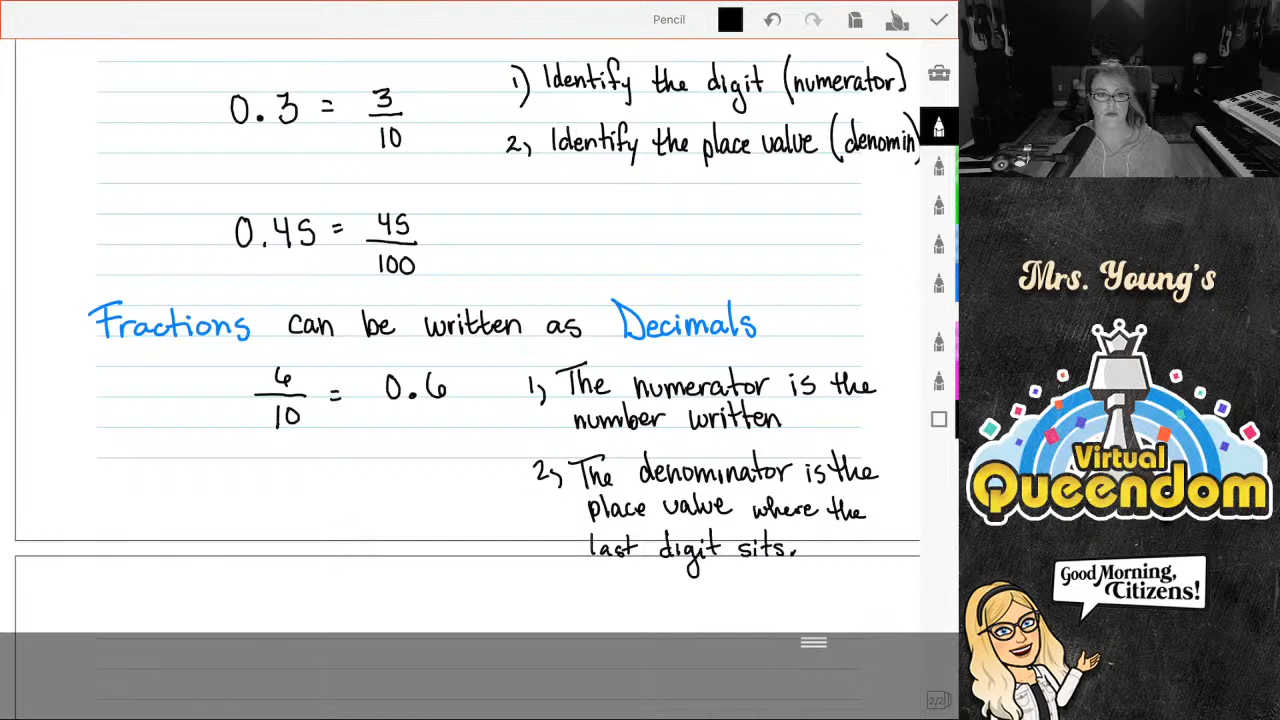 Pencil
0.3 = 3/10
1) Identify the digit (numerator)
2) Identify the place value (denomin)
0.45 = 45/100
Fractions can be written as Decimals
6/10 = 0.6
1) The numerator is the
number written
2) The denominator is the
place value where the
last digit sits.
2/2
Mrs. Young's
Virtual
Queendom
Good Morning,
Citizens!